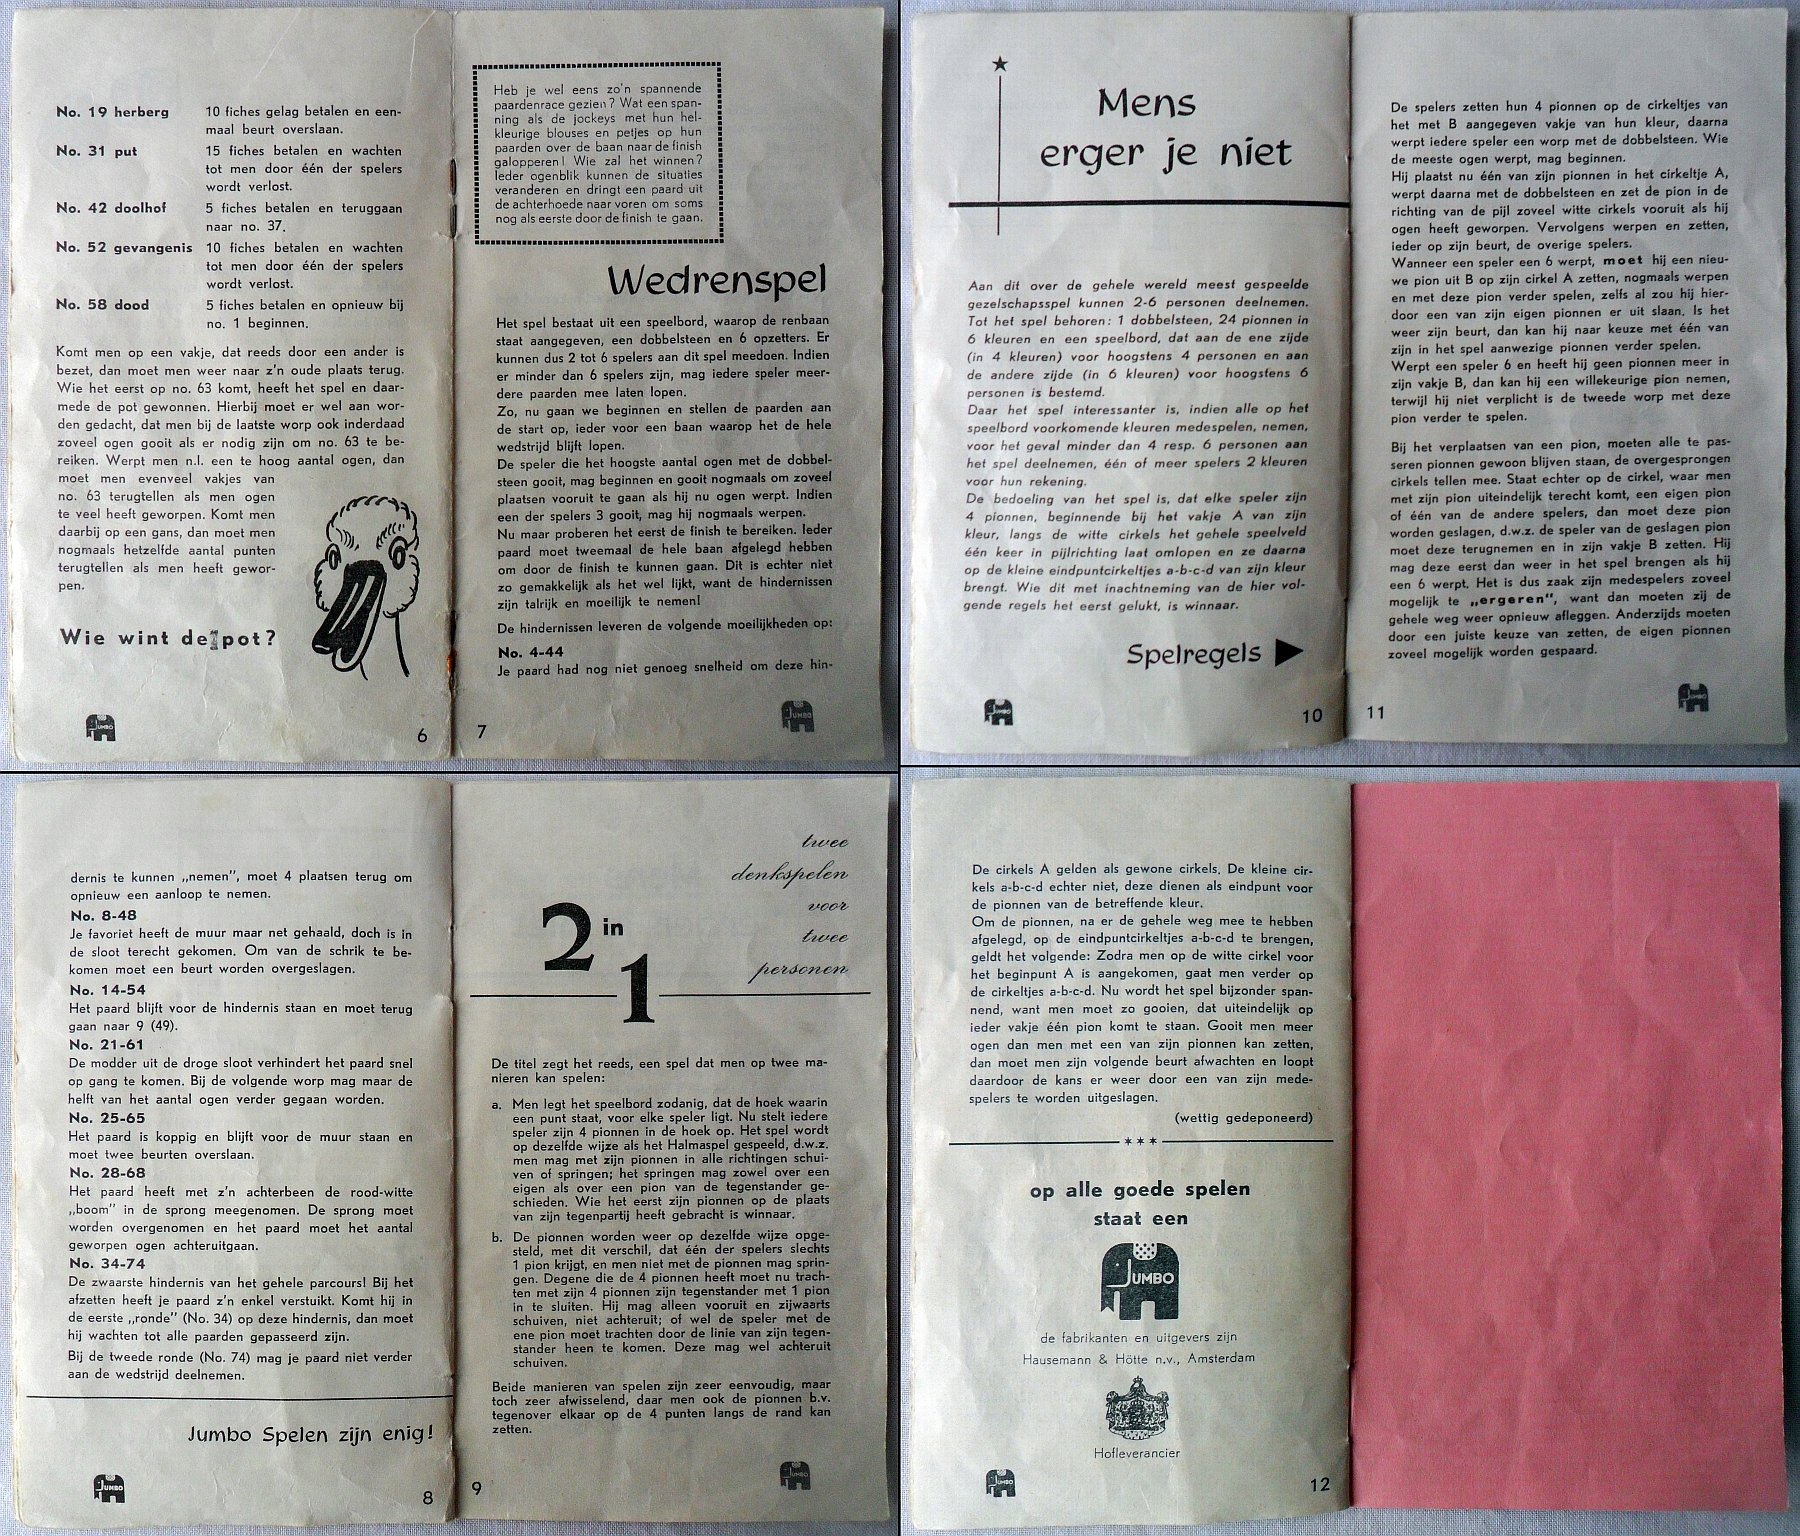 No. 19 herberg 10 fiches gelag betalen en een-
maal beurt overslaan.
No. 31 put 15 fiches betalen en wachten
tot men door één der spelers
wordt verlost.
No. 42 doolhof 5 fiches betalen en teruggaan
naar no. 37.
No. 52 gevangenis 10 fiches betalen en wachten
tot men door één der spelers
wordt verlost.
No. 58 dood 5 fiches betalen en opnieuw bij
no. 1 beginnen.
Komt men op een vakje, dat reeds door een ander is
bezet, dan moet men weer naar z'n oude plaats terug.
Wie het eerst op no. 63 komt, heeft het spel en daar-
mede de pot gewonnen. Hierbij moet er wel aan wor-
den gedacht, dat men bij de laatste worp ook inderdaad
zoveel ogen gooit als er nodig zijn om no. 63 te be-
reiken. Werpt men n.l. een te hoog aantal ogen, dan
moet men evenveel vakjes van
no. 63 terugtellen als men ogen
te veel heeft geworpen. Komt men
daarbij op een gans, dan moet men
nogmaals hetzelfde aantal punten
terugtellen als men heeft gewor-
pen.
Wie wint de pot?
JUMBO
6
Heb je wel eens zo'n spannende
paardenrace gezien? Wat een span-
ning als de jockeys met hun hel-
kleurige blouses en petjes op hun
paarden over de baan naar de finish
galopperen! Wie zal het winnen?
Ieder ogenblik kunnen de situaties
veranderen en dringt een paard uit
de achterhoede naar voren om soms
nog als eerste door de finish te gaan.
Wedrenspel
Het spel bestaat uit een speelbord, waarop de renbaan
staat aangegeven, een dobbelsteen en 6 opzetters. Er
kunnen dus 2 tot 6 spelers aan dit spel meedoen. Indien
er minder dan 6 spelers zijn, mag iedere speler meer-
dere paarden mee laten lopen.
Zo, nu gaan we beginnen en stellen de paarden aan
de start op, ieder voor een baan waarop het de hele
wedstrijd blijft lopen.
De speler die het hoogste aantal ogen met de dobbel-
steen gooit, mag beginnen en gooit nogmaals om zoveel
plaatsen vooruit te gaan als hij nu ogen werpt. Indien
een der spelers 3 gooit, mag hij nogmaals werpen.
Nu maar proberen het eerst de finish te bereiken. Ieder
paard moet tweemaal de hele baan afgelegd hebben
om door de finish te kunnen gaan. Dit is echter niet
zo gemakkelijk als het wel lijkt, want de hindernissen
zijn talrijk en moeilijk te nemen!
De hindernissen leveren de volgende moeilijkheden op:
No. 4-44
Je paard had nog niet genoeg snelheid om deze hin-
7
JUMBO
Mens
erger je niet
Aan dit over de gehele wereld meest gespeelde
gezelschapsspel kunnen 2-6 personen deelnemen.
Tot het spel behoren: 1 dobbelsteen, 24 pionnen in
6 kleuren en een speelbord, dat aan de ene zijde
(in 4 kleuren) voor hoogstens 4 personen en aan
de andere zijde (in 6 kleuren) voor hoogstens 6
personen is bestemd.
Daar het spel interessanter is, indien alle op het
speelbord voorkomende kleuren medespelen, nemen,
voor het geval minder dan 4 resp. 6 personen aan
het spel deelnemen, één of meer spelers 2 kleuren
voor hun rekening.
De bedoeling van het spel is, dat elke speler zijn
4 pionnen, beginnende bij het vakje A van zijn
kleur, langs de witte cirkels het gehele speelveld
één keer in pijlrichting laat omlopen en ze daarna
op de kleine eindpuntcirkeltjes a-b-c-d van zijn kleur
brengt. Wie dit met inachtneming van de hier vol-
gende regels het eerst gelukt, is winnaar.
Spelregels
JUMBO
10
De spelers zetten hun 4 pionnen op de cirkeltjes van
het met B aangegeven vakje van hun kleur, daarna
werpt iedere speler een worp met de dobbelsteen. Wie
de meeste ogen werpt, mag beginnen.
Hij plaatst nu één van zijn pionnen in het cirkeltje A,
werpt daarna met de dobbelsteen en zet de pion in de
richting van de pijl zoveel witte cirkels vooruit als hij
ogen heeft geworpen. Vervolgens werpen en zetten,
ieder op zijn beurt, de overige spelers.
Wanneer een speler een 6 werpt, moet hij een nieu-
we pion uit B op zijn cirkel A zetten, nogmaals werpen
en met deze pion verder spelen, zelfs al zou hij hier-
door een van zijn eigen pionnen er uit slaan. Is het
weer zijn beurt, dan kan hij naar keuze met één van
zijn in het spel aanwezige pionnen verder spelen.
Werpt een speler 6 en heeft hij geen pionnen meer in
zijn vakje B, dan kan hij een willekeurige pion nemen,
terwijl hij niet verplicht is de tweede worp met deze
pion verder te spelen.
Bij het verplaatsen van een pion, moeten alle te pas-
seren pionnen gewoon blijven staan, de overgesprongen
cirkels tellen mee. Staat echter op de cirkel, waar men
met zijn pion uiteindelijk terecht komt, een eigen pion
of één van de andere spelers, dan moet deze pion
worden geslagen, d.w.z. de speler van de geslagen pion
moet deze terugnemen en in zijn vakje B zetten. Hij
mag deze eerst dan weer in het spel brengen als hij
een 6 werpt. Het is dus zaak zijn medespelers zoveel
mogelijk te „ergeren”, want dan moeten zij de
gehele weg weer opnieuw afleggen. Anderzijds moeten
door een juiste keuze van zetten, de eigen pionnen
zoveel mogelijk worden gespaard.
11
JUMBO
dernis te kunnen „nemen”, moet 4 plaatsen terug om
opnieuw een aanloop te nemen.
No. 8-48
Je favoriet heeft de muur maar net gehaald, doch is in
de sloot terecht gekomen. Om van de schrik te be-
komen moet een beurt worden overgeslagen.
No. 14-54
Het paard blijft voor de hindernis staan en moet terug
gaan naar 9 (49).
No. 21-61
De modder uit de droge sloot verhindert het paard snel
op gang te komen. Bij de volgende worp mag maar de
helft van het aantal ogen verder gegaan worden.
No. 25-65
Het paard is koppig en blijft voor de muur staan en
moet twee beurten overslaan.
No. 28-68
Het paard heeft met z'n achterbeen de rood-witte
„boom” in de sprong meegenomen. De sprong moet
worden overgenomen en het paard moet het aantal
geworpen ogen achteruitgaan.
No. 34-74
De zwaarste hindernis van het gehele parcours! Bij het
afzetten heeft je paard z'n enkel verstuikt. Komt hij in
de eerste „ronde” (No. 34) op deze hindernis, dan moet
hij wachten tot alle paarden gepasseerd zijn.
Bij de tweede ronde (No. 74) mag je paard niet verder
aan de wedstrijd deelnemen.
Jumbo Spelen zijn enig!
JUMBO
8
twee
denkspelen
voor
twee
personen
2 in
1
De titel zegt het reeds, een spel dat men op twee ma-
nieren kan spelen:
a. Men legt het speelbord zodanig, dat de hoek waarin
een punt staat, voor elke speler ligt. Nu stelt iedere
speler zijn 4 pionnen in de hoek op. Het spel wordt
op dezelfde wijze als het Halmaspel gespeeld, d.w.z.
men mag met zijn pionnen in alle richtingen schui-
ven of springen; het springen mag zowel over een
eigen als over een pion van de tegenstander ge-
schieden. Wie het eerst zijn pionnen op de plaats
van zijn tegenpartij heeft gebracht is winnaar.
b. De pionnen worden weer op dezelfde wijze opge-
steld, met dit verschil, dat één der spelers slechts
1 pion krijgt, en men niet met de pionnen mag sprin-
gen. Degene die de 4 pionnen heeft moet nu trach-
ten met zijn 4 pionnen zijn tegenstander met 1 pion
in te sluiten. Hij mag alleen vooruit en zijwaarts
schuiven, niet achteruit; of wel de speler met de
ene pion moet trachten door de linie van zijn tegen-
stander heen te komen. Deze mag wel achteruit
schuiven.
Beide manieren van spelen zijn zeer eenvoudig, maar
toch zeer afwisselend, daar men ook de pionnen b.v.
tegenover elkaar op de 4 punten langs de rand kan
zetten.
9
JUMBO
De cirkels A gelden als gewone cirkels. De kleine cir-
kels a-b-c-d echter niet, deze dienen als eindpunt voor
de pionnen van de betreffende kleur.
Om de pionnen, na er de gehele weg mee te hebben
afgelegd, op de eindpuntcirkeltjes a-b-c-d te brengen,
geldt het volgende: Zodra men op de witte cirkel voor
het beginpunt A is aangekomen, gaat men verder op
de cirkeltjes a-b-c-d. Nu wordt het spel bijzonder span-
nend, want men moet zo gooien, dat uiteindelijk op
ieder vakje één pion komt te staan. Gooit men meer
ogen dan men met een van zijn pionnen kan zetten,
dan moet men zijn volgende beurt afwachten en loopt
daardoor de kans er weer door een van zijn mede-
spelers te worden uitgeslagen.
(wettig gedeponeerd)
op alle goede spelen
staat een
JUMBO
de fabrikanten en uitgevers zijn
Hausemann & Hötte n.v., Amsterdam
Hofleverancier
JUMBO
12